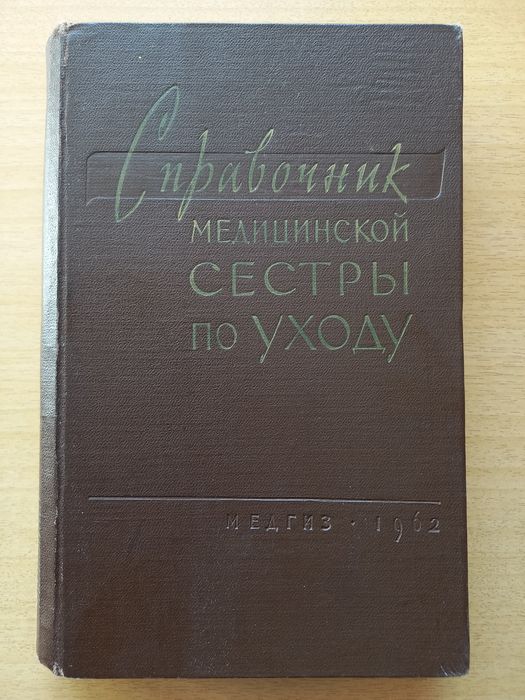 Справочник
МЕДИЦИНСКОЙ
СЕСТРЫ
ПО УХОДУ
МЕДГИЗ · 1962